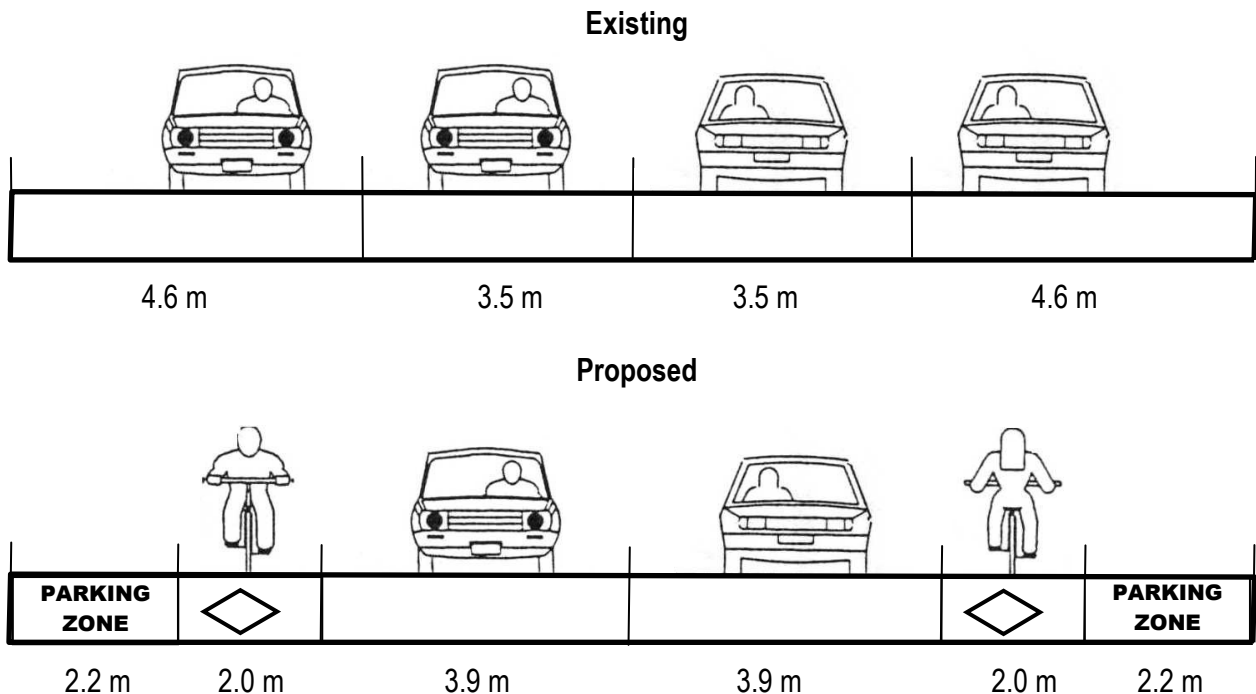 Existing
4.6 m 3.5 m 3.5 m 4.6 m
Proposed
PARKING ZONE
PARKING ZONE
2.2 m 2.0 m 3.9 m 3.9 m 2.0 m 2.2 m